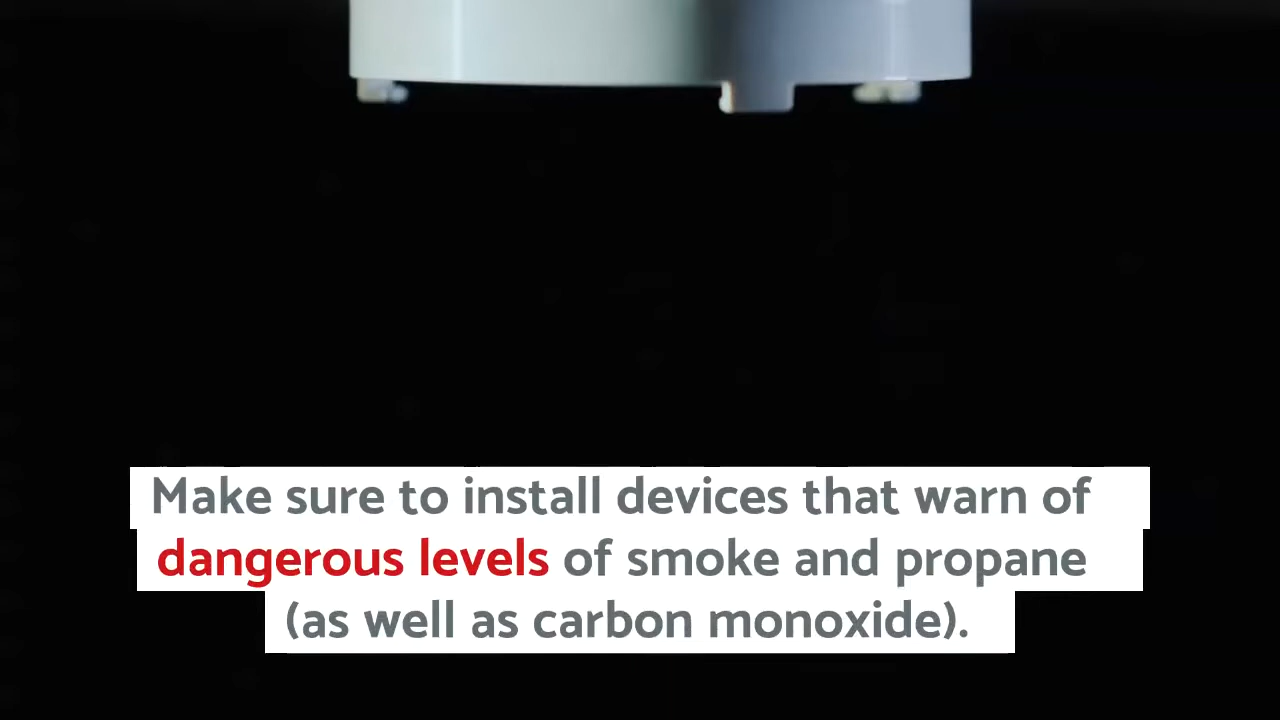 Make sure to install devices that warn of
dangerous levels of smoke and propane
(as well as carbon monoxide).